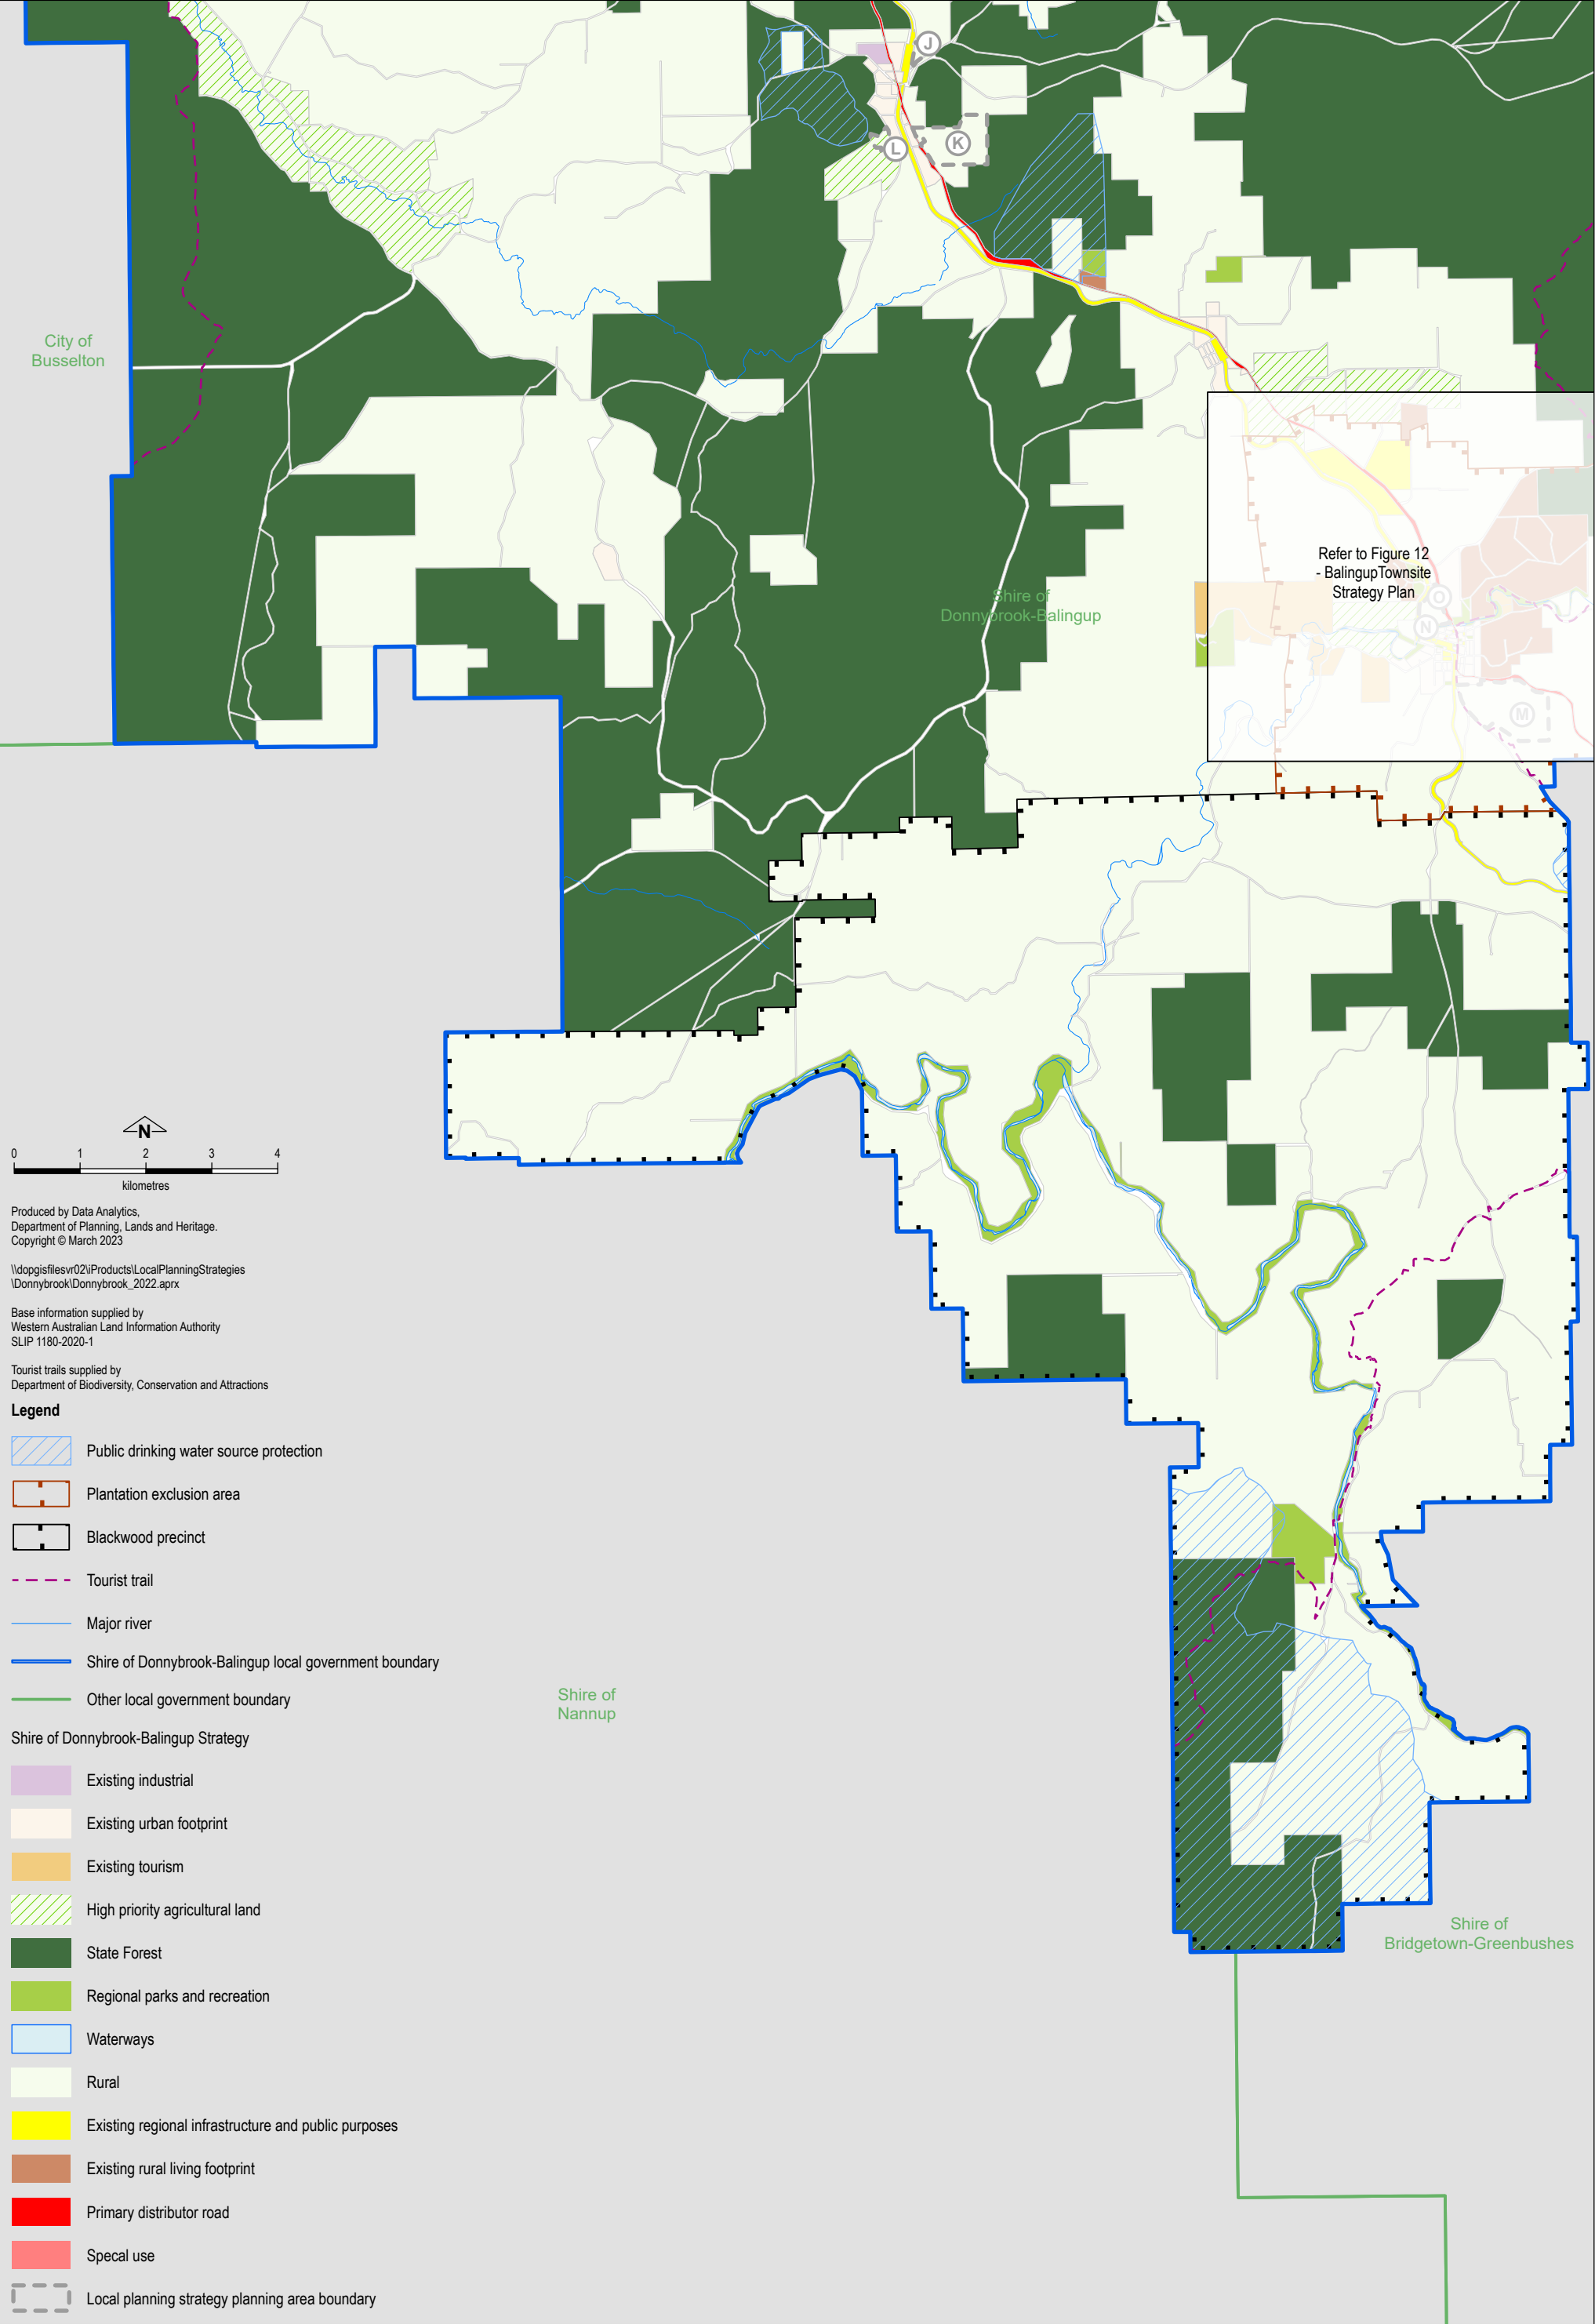 J
K
L
City of
Busselton
Refer to Figure 12
- BalingupTownsite
Strategy Plan
Shire of
Donnybrook-Balingup
O
N
M
N
0 1 2 3 4
kilometres
Produced by Data Analytics,
Department of Planning, Lands and Heritage.
Copyright © March 2023
\\dopgisfilesvr02\iProducts\LocalPlanningStrategies
\Donnybrook\Donnybrook_2022.aprx
Base information supplied by
Western Australian Land Information Authority
SLIP 1180-2020-1
Tourist trails supplied by
Department of Biodiversity, Conservation and Attractions
Legend
Public drinking water source protection
Plantation exclusion area
Blackwood precinct
Tourist trail
Major river
Shire of Donnybrook-Balingup local government boundary
Other local government boundary
Shire of Donnybrook-Balingup Strategy
Existing industrial
Existing urban footprint
Existing tourism
High priority agricultural land
State Forest
Regional parks and recreation
Waterways
Rural
Existing regional infrastructure and public purposes
Existing rural living footprint
Primary distributor road
Specal use
Local planning strategy planning area boundary
Shire of
Nannup
Shire of
Bridgetown-Greenbushes